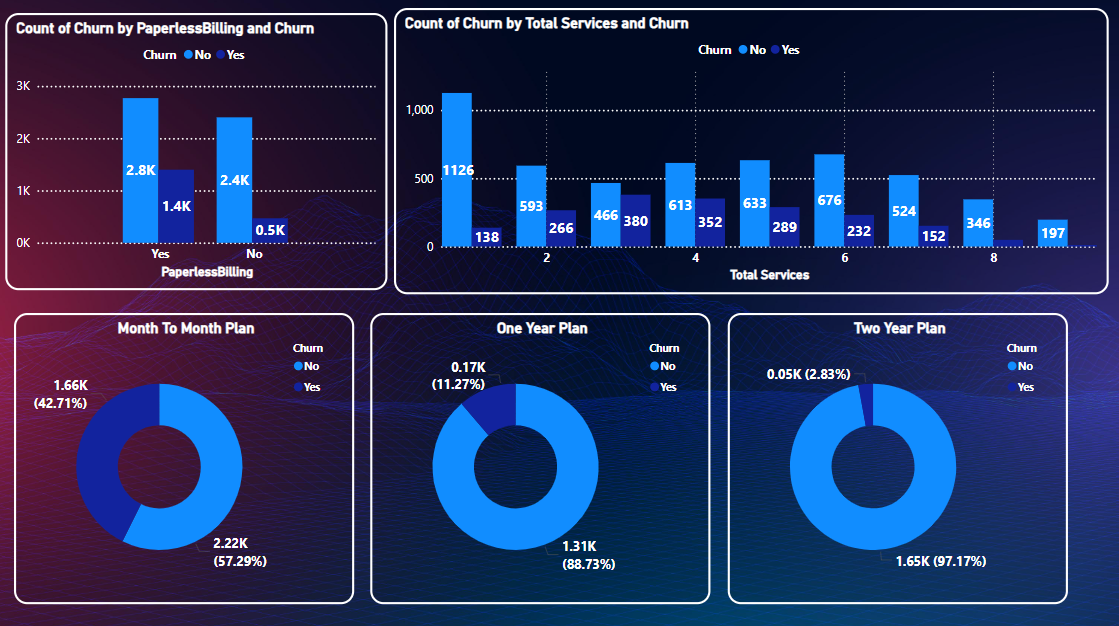 Count of Churn by PaperlessBilling and Churn
Churn No Yes
3K
2K
1K
0K
2.8K
1.4K
2.4K
0.5K
Yes No
PaperlessBilling
Count of Churn by Total Services and Churn
Churn No Yes
1,000
500
0
1126 138 593 266 466 380 613 352 633 289 676 232 524 152 346 197
2 4 6 8
Total Services
Month To Month Plan
Churn
No
Yes
1.66K
(42.71%)
2.22K
(57.29%)
One Year Plan
Churn
No
Yes
0.17K
(11.27%)
1.31K
(88.73%)
Two Year Plan
Churn
No
Yes
0.05K (2.83%)
1.65K (97.17%)